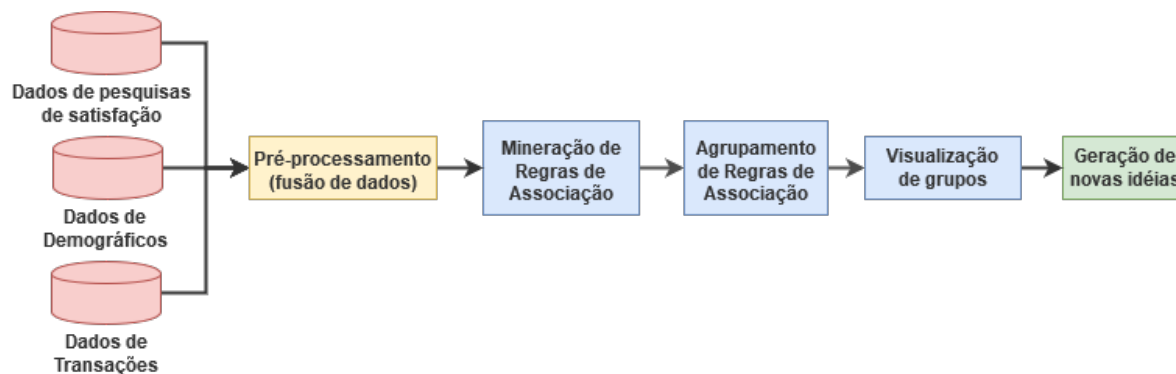 Dados de pesquisas
de satisfação
Dados de
Demográficos
Dados de
Transações
Pré-processamento
(fusão de dados)
Mineração de
Regras de
Associação
Agrupamento
de Regras de
Associação
Visualização
de grupos
Geração de
novas idéias